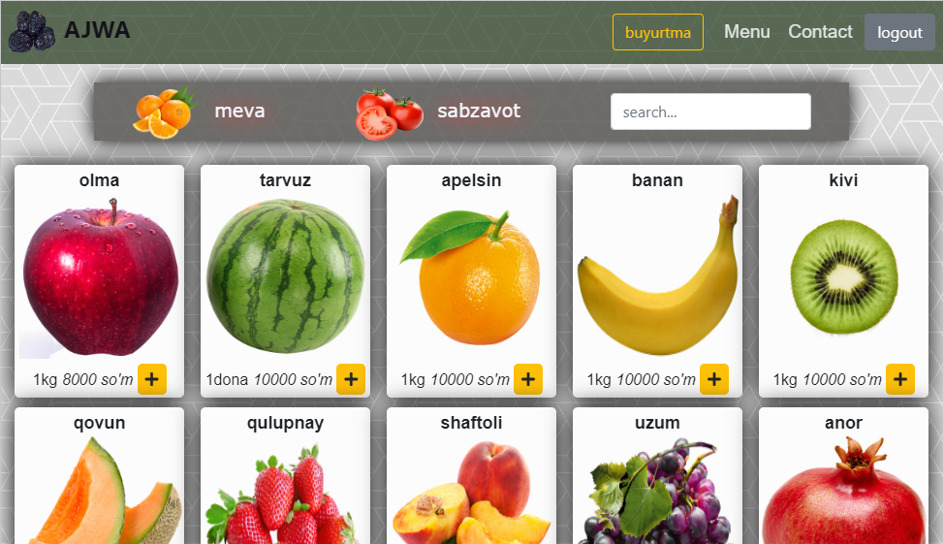 AJWA
buyurtma
Menu
Contact
logout
meva
sabzavot
search...
olma
tarvuz
apelsin
banan
kivi
1kg 8000 so'm +
1dona 10000 so'm +
1kg 10000 so'm +
1kg 10000 so'm +
1kg 10000 so'm +
qovun
qulupnay
shaftoli
uzum
anor